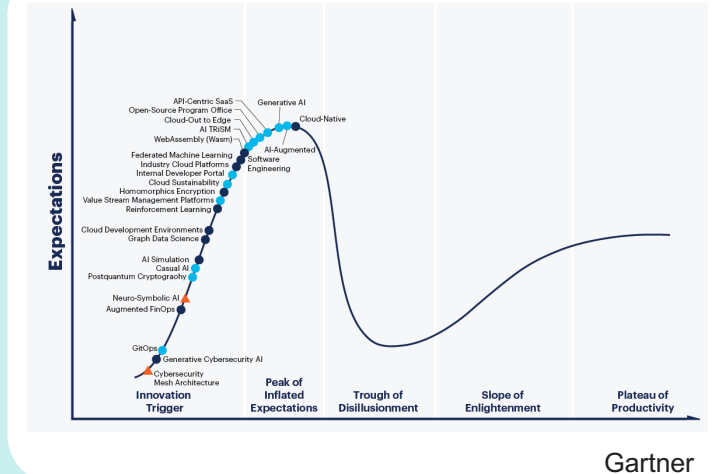 Expectations
API-Centric SaaS
Generative AI
Open-Source Program Office
Cloud-Out to Edge
Cloud-Native
AI TRiSM
WebAssembly (Wasm)
AI-Augmented
Software
Engineering
Federated Machine Learning
Industry Cloud Platforms
Internal Developer Portal
Cloud Sustainability
Homomorphics Encryption
Value Stream Management Platforms
Reinforcement Learning
Cloud Development Environments
Graph Data Science
AI Simulation
Casual AI
Postquantum Cryptograohy
Neuro-Symbolic AI
Augmented FinOps
GitOps
Generative Cybersecurity AI
Cybersecurity
Mesh Architecture
Innovation
Trigger
Peak of
Inflated
Expectations
Trough of
Disillusionment
Slope of
Enlightenment
Plateau of
Productivity
Gartner